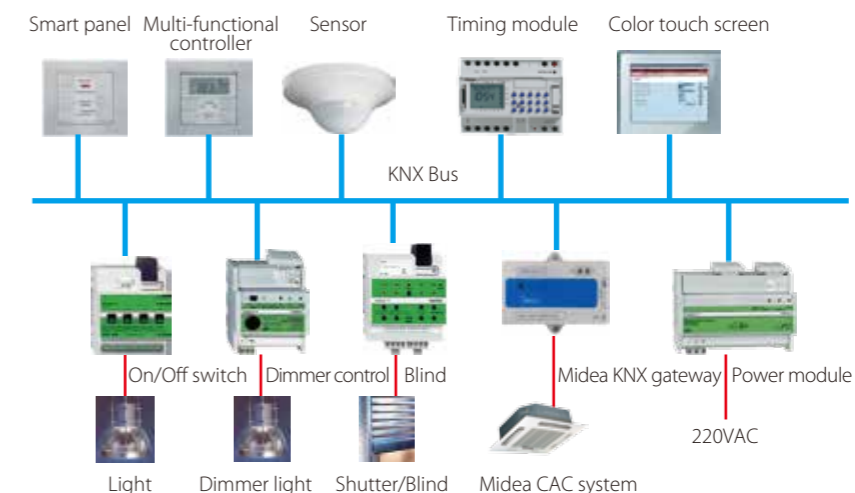 Smart panel
Multi-functional
controller
Sensor
Timing module
Color touch screen
KNX Bus
On/Off switch
Dimmer control
Blind
Midea KNX gateway
Power module
220VAC
Light
Dimmer light
Shutter/Blind
Midea CAC system